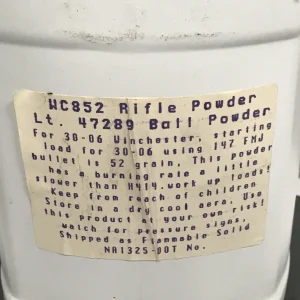 WC852 Rifle Powder
Lt. 47289 Ball Powder
For 30-06 Winchester, starting
load for 30-06 using 147 FMJ
bullet is 52 grain, This powder
has a burning rate a little
slower than H414.work up loads!
Keep from reach of children
Store in a dry cool aera. Use
this product at your own risk!
watch for pressure signs,
Shipped as Flammable Solid
NA1325-DOT No.